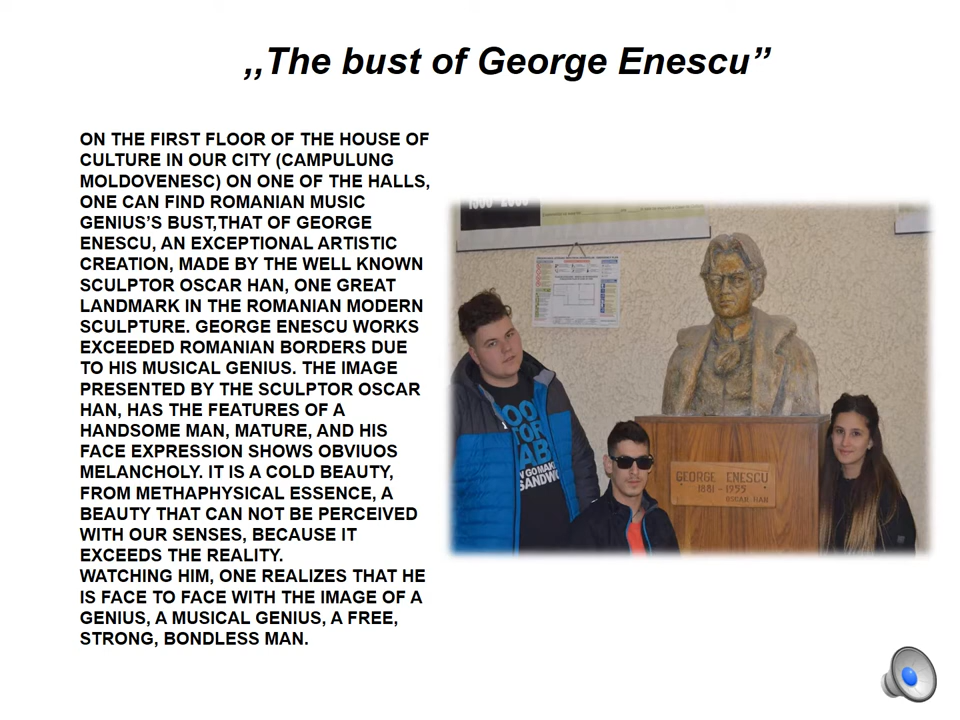 ,,The bust of George Enescu”
ON THE FIRST FLOOR OF THE HOUSE OF
CULTURE IN OUR CITY (CAMPULUNG
MOLDOVENESC) ON ONE OF THE HALLS,
ONE CAN FIND ROMANIAN MUSIC
GENIUS’S BUST,THAT OF GEORGE
ENESCU, AN EXCEPTIONAL ARTISTIC
CREATION, MADE BY THE WELL KNOWN
SCULPTOR OSCAR HAN, ONE GREAT
LANDMARK IN THE ROMANIAN MODERN
SCULPTURE. GEORGE ENESCU WORKS
EXCEEDED ROMANIAN BORDERS DUE
TO HIS MUSICAL GENIUS. THE IMAGE
PRESENTED BY THE SCULPTOR OSCAR
HAN, HAS THE FEATURES OF A
HANDSOME MAN, MATURE, AND HIS
FACE EXPRESSION SHOWS OBVIUOS
MELANCHOLY. IT IS A COLD BEAUTY,
FROM METHAPHYSICAL ESSENCE, A
BEAUTY THAT CAN NOT BE PERCEIVED
WITH OUR SENSES, BECAUSE IT
EXCEEDS THE REALITY.
WATCHING HIM, ONE REALIZES THAT HE
IS FACE TO FACE WITH THE IMAGE OF A
GENIUS, A MUSICAL GENIUS, A FREE,
STRONG, BONDLESS MAN.
GEORGE ENESCU
1881 - 1955
OSCAR HAN